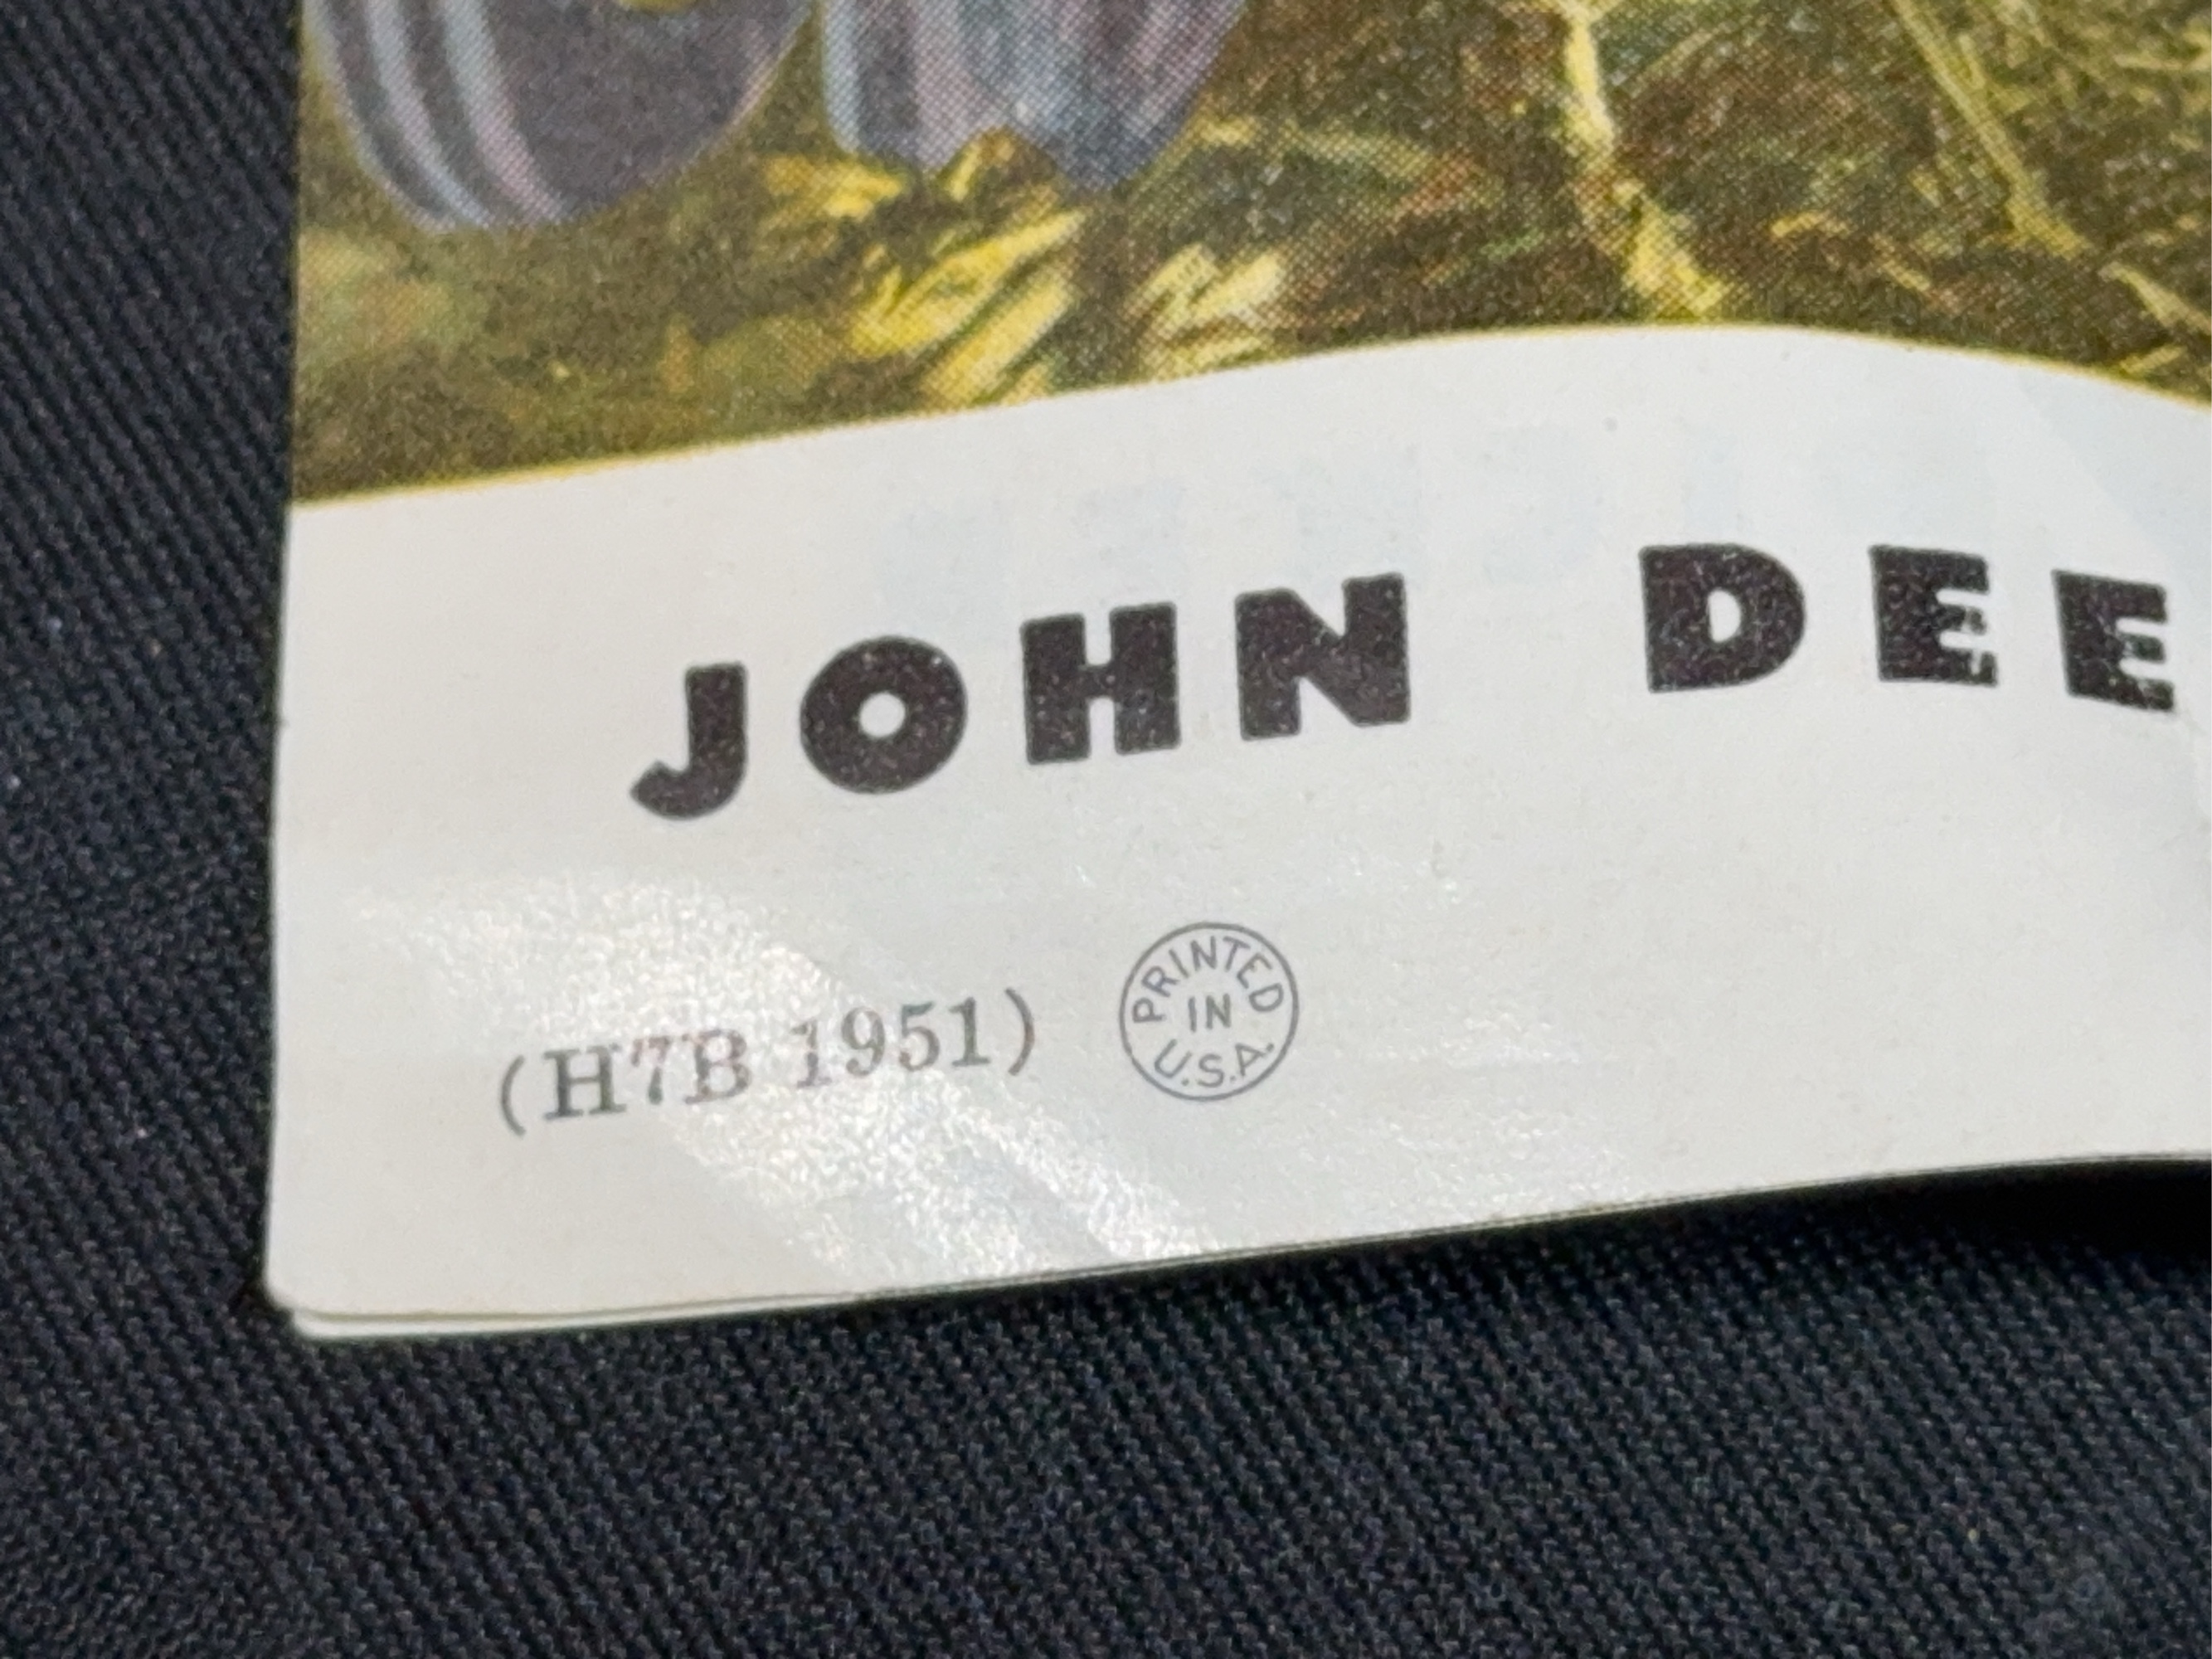 JOHN DEE
(H7B 1951)
PRINTED
IN
U.S.A.